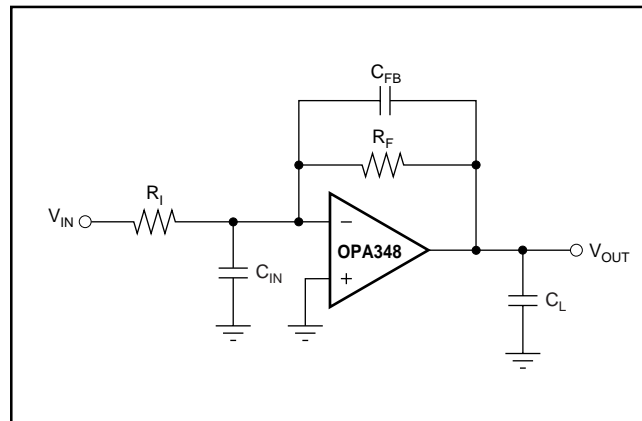 C_FB
R_F
R_I
V_IN
−
OPA348
V_OUT
C_IN
+
C_L